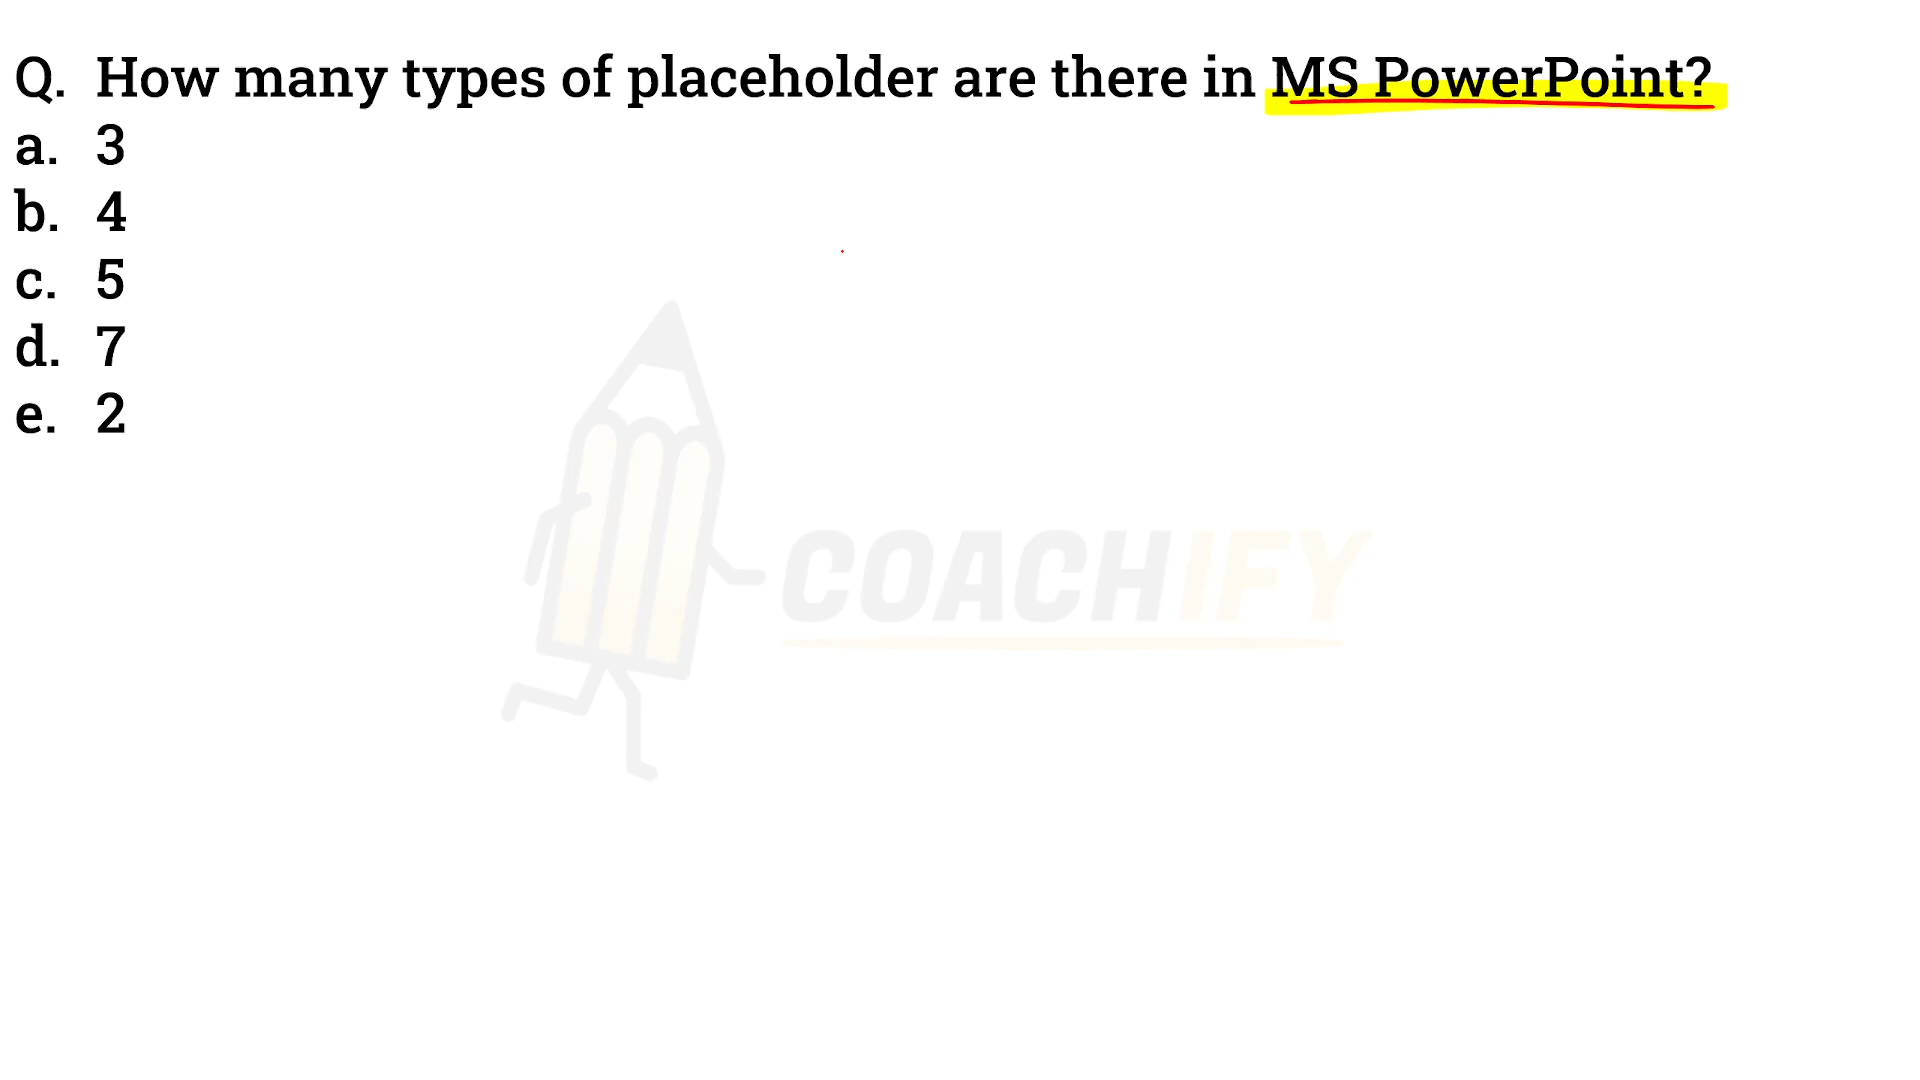 Q. How many types of placeholder are there in MS PowerPoint?
a. 3
b. 4
c. 5
d. 7
e. 2
COACHIFY